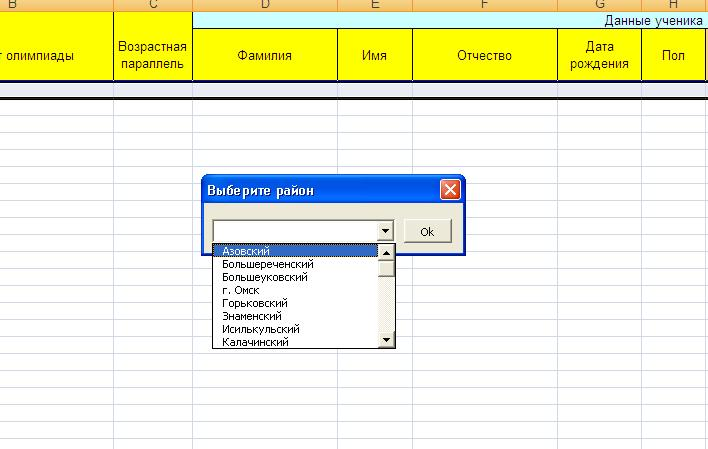 B C D E F G H
Данные ученика
т олимпиады
Возрастная
параллель
Фамилия
Имя
Отчество
Дата
рождения
Пол
Выберите район
Ok
Азовский
Большереченский
Большеуковский
г. Омск
Горьковский
Знаменский
Исилькульский
Калачинский